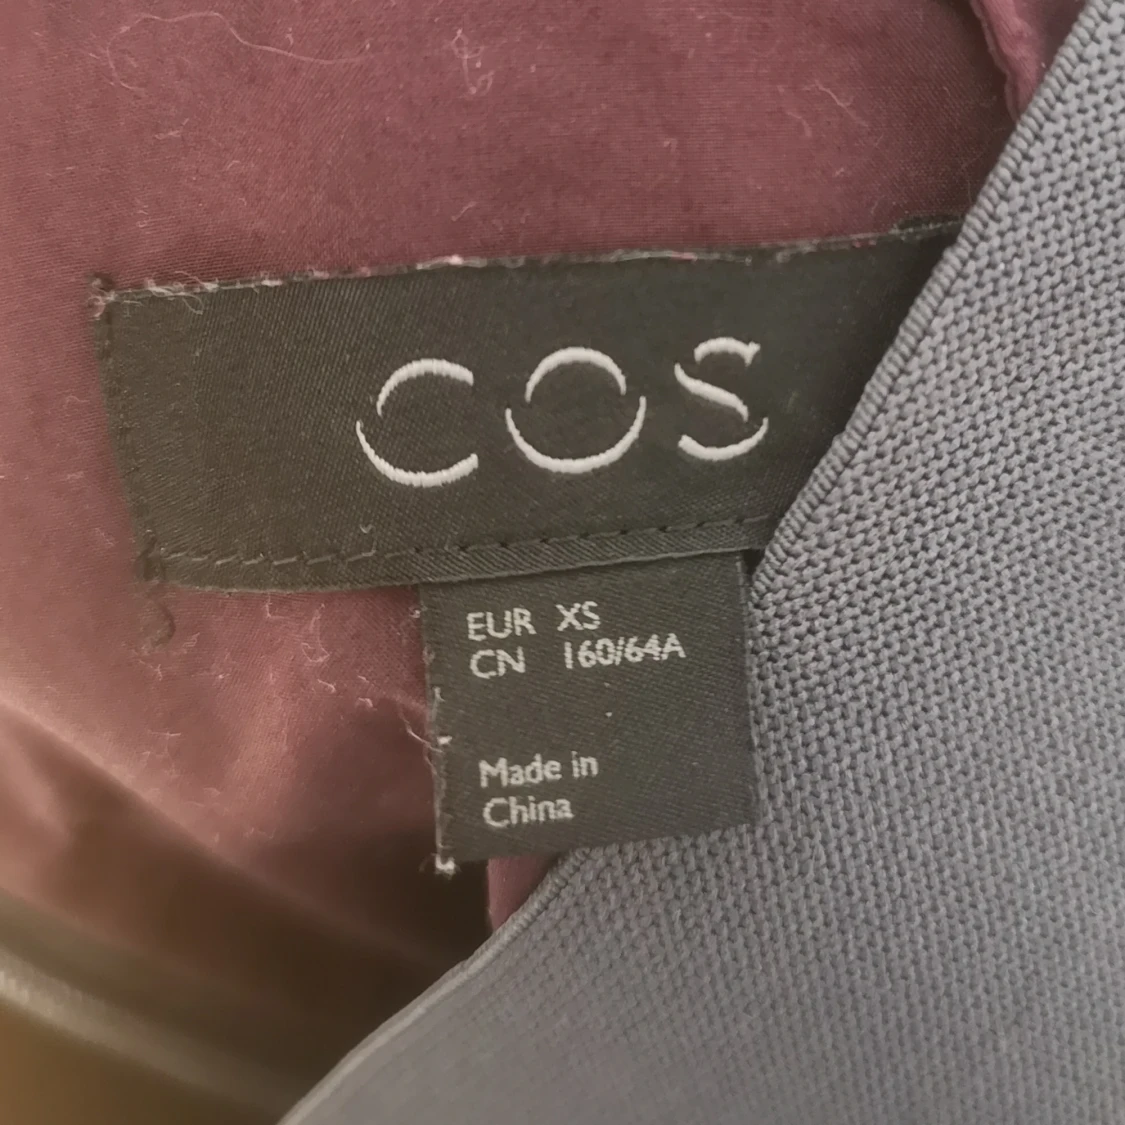 COS
EUR XS
CN 160/64A
Made in
China